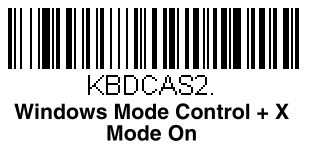 KBDCAS2.
Windows Mode Control + X
Mode On